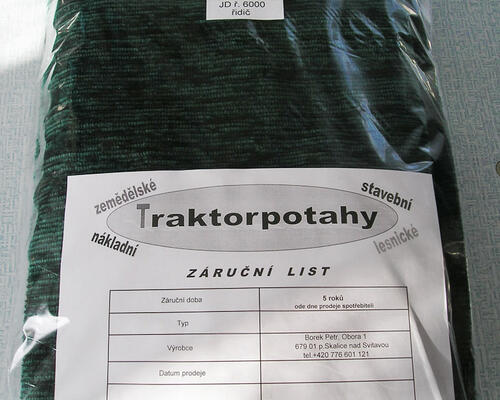 JD ř. 6000
řidič
zemědělské
stavební
Traktorpotahy
nákladní
lesnické
ZÁRUČNÍ LIST
Záruční doba
5 roků
ode dne prodeje spotřebiteli
Typ
Výrobce
Borek Petr, Obora 1
679 01 p.Skalice nad Svitavou
tel.+420 776 601 121
Datum prodeje